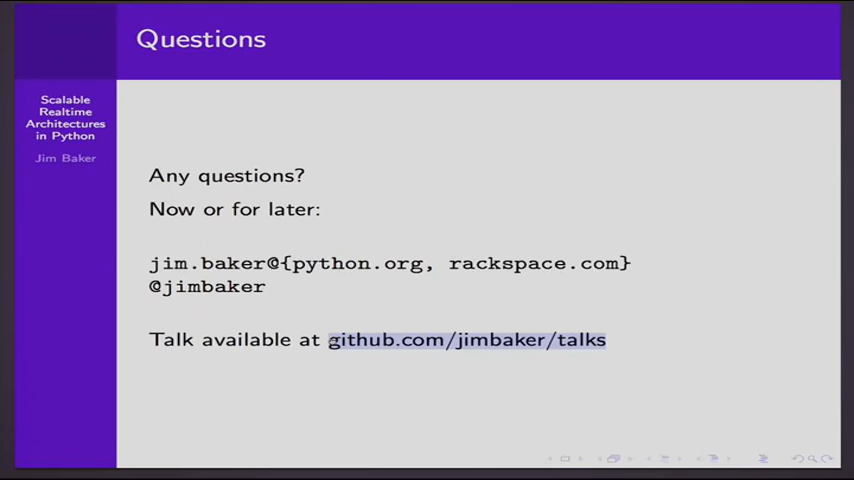 Questions
Scalable
Realtime
Architectures
in Python
Jim Baker
Any questions?
Now or for later:
jim.baker@{python.org, rackspace.com}
@jimbaker
Talk available at github.com/jimbaker/talks